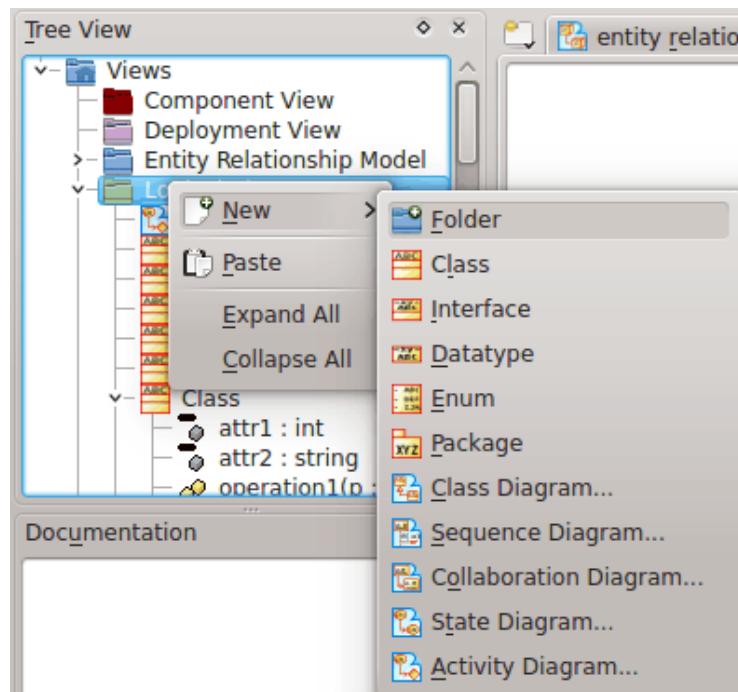 Tree View
entity relatio
Views
Component View
Deployment View
Entity Relationship Model
New
Paste
Expand All
Collapse All
Folder
Class
Interface
Datatype
Enum
Package
Class Diagram...
Sequence Diagram...
Collaboration Diagram...
State Diagram...
Activity Diagram...
Class
attr1 : int
attr2 : string
operation1(p :
Documentation